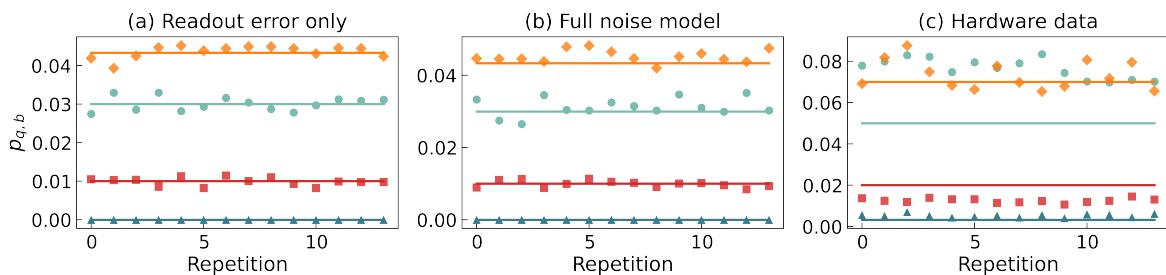 (a) Readout error only
(b) Full noise model
(c) Hardware data
p_{q,b}
0.04
0.03
0.02
0.01
0.00
0 5 10
Repetition
0.04
0.02
0.00
0 5 10
Repetition
0.08
0.06
0.04
0.02
0.00
0 5 10
Repetition